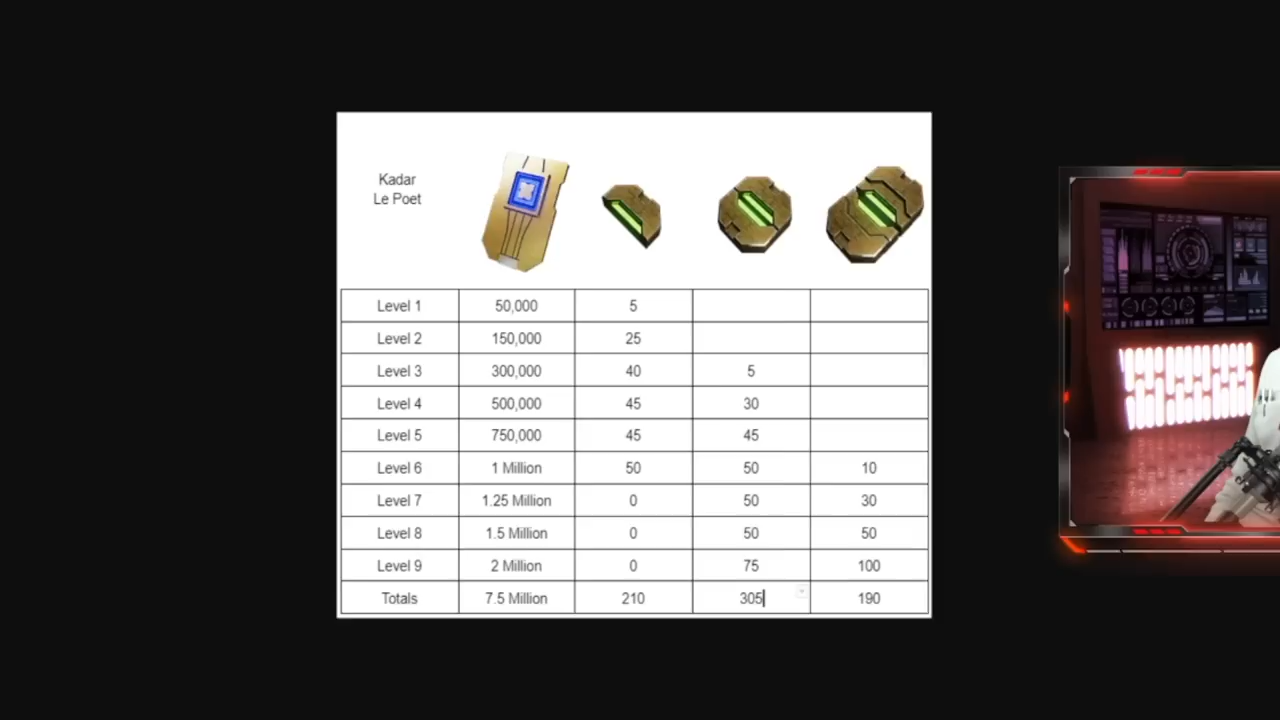 Kadar
Le Poet
Level 1 50,000 5
Level 2 150,000 25
Level 3 300,000 40 5
Level 4 500,000 45 30
Level 5 750,000 45 45
Level 6 1 Million 50 50 10
Level 7 1.25 Million 0 50 30
Level 8 1.5 Million 0 50 50
Level 9 2 Million 0 75 100
Totals 7.5 Million 210 305 190